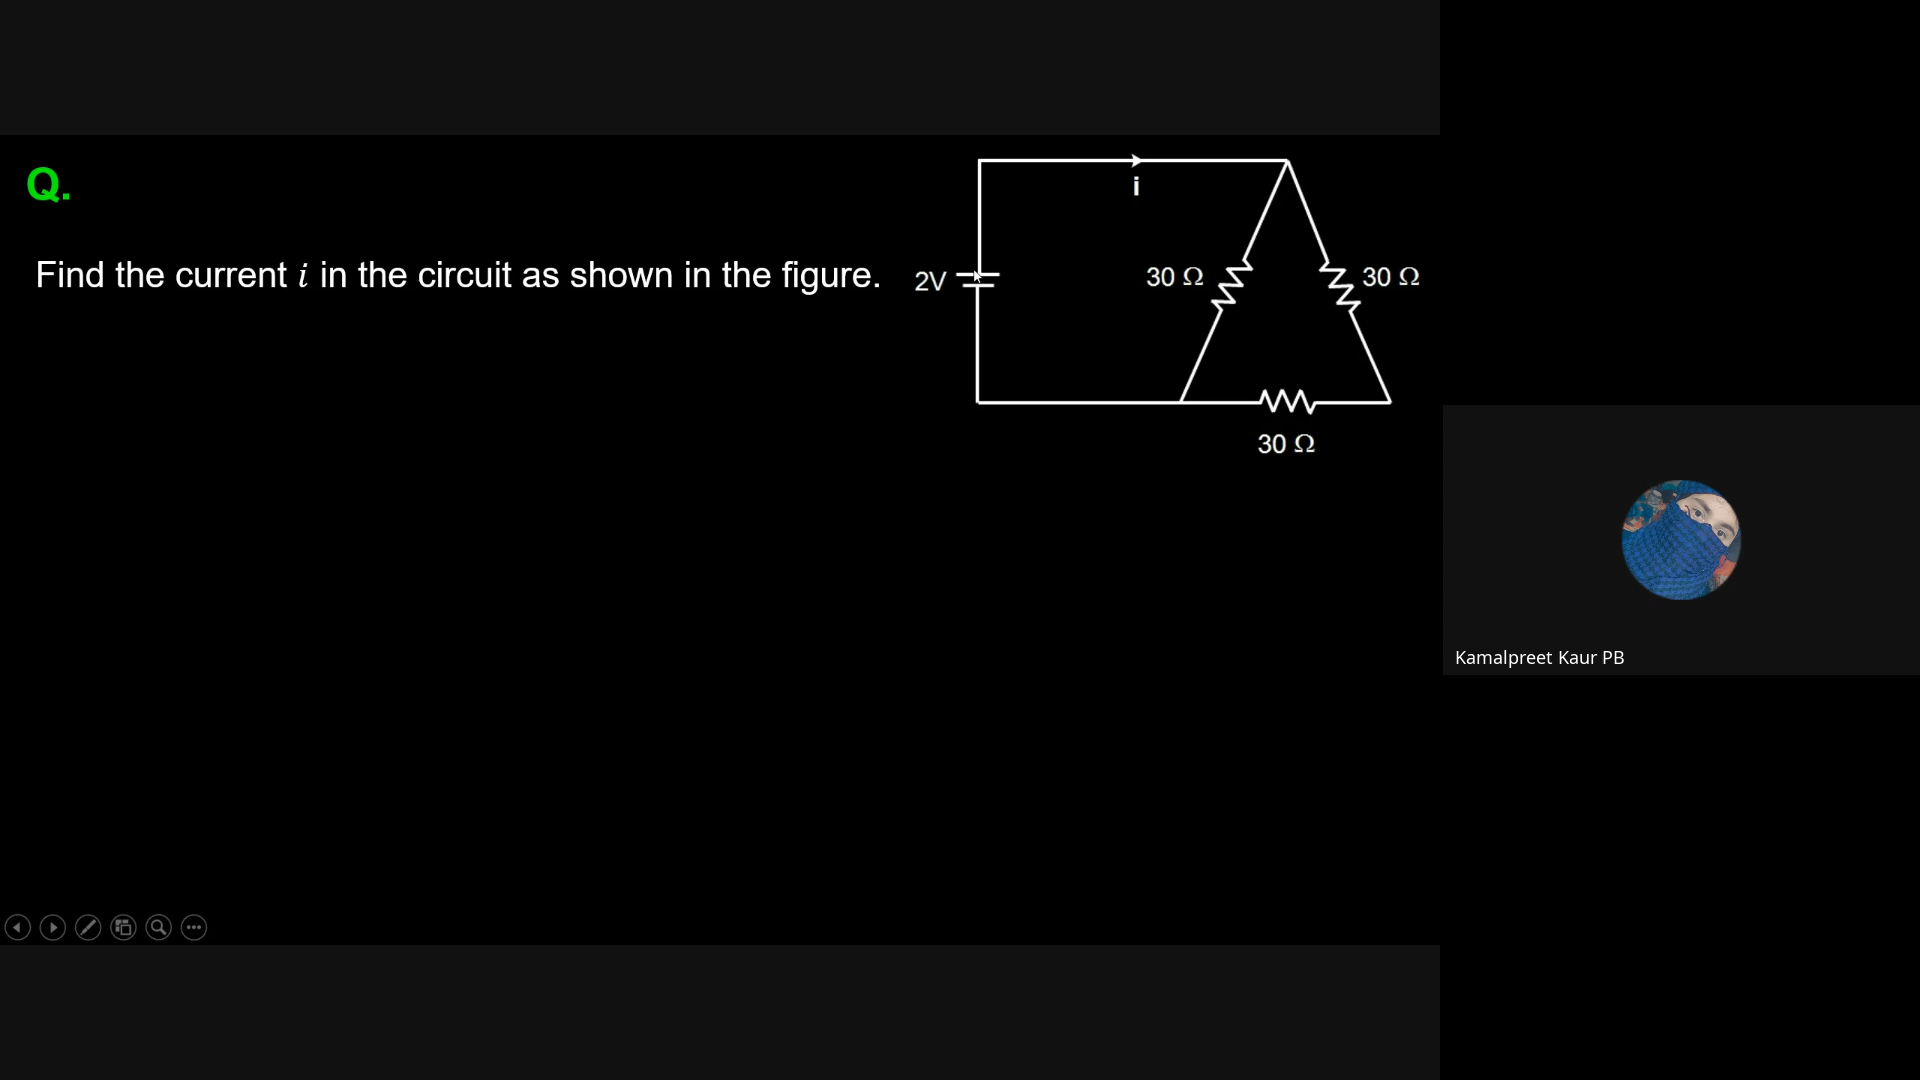 Q.
Find the current i in the circuit as shown in the figure.
i
2V
30 Ω
30 Ω
30 Ω
Kamalpreet Kaur PB